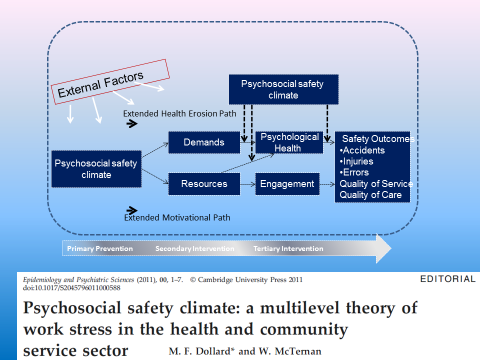 External Factors
Psychosocial safety
climate
Extended Health Erosion Path
Demands
Psychological
Health
Safety Outcomes
•Accidents
•Injuries
•Errors
Quality of Service
Quality of Care
Psychosocial safety
climate
Resources
Engagement
Extended Motivational Path
Primary Prevention
Secondary Intervention
Tertiary Intervention
Epidemiology and Psychiatric Sciences (2011), 00, 1–7. © Cambridge University Press 2011
EDITORIAL
doi:10.1017/S2045796011000588
Psychosocial safety climate: a multilevel theory of
work stress in the health and community
service sector
M. F. Dollard* and W. McTernan